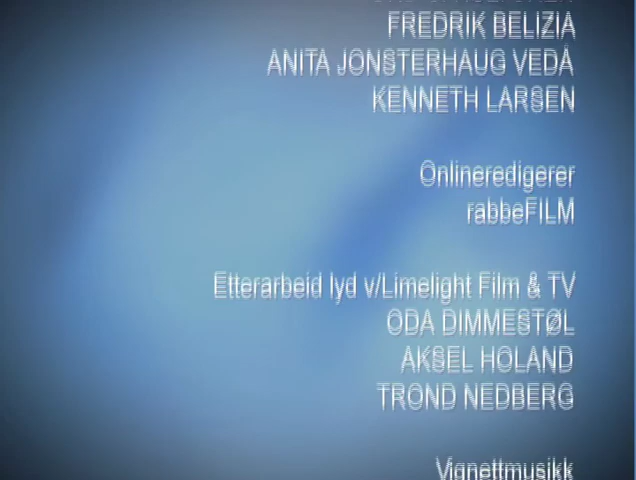 FREDRIK BELIZIA
ANITA JONSTERHAUG VEDÅ
KENNETH LARSEN
Onlineredigerer
rabbeFILM
Etterarbeid lyd v/Limelight Film & TV
ODA DIMMESTØL
AKSEL HOLAND
TROND NEDBERG
Vignettmusikk